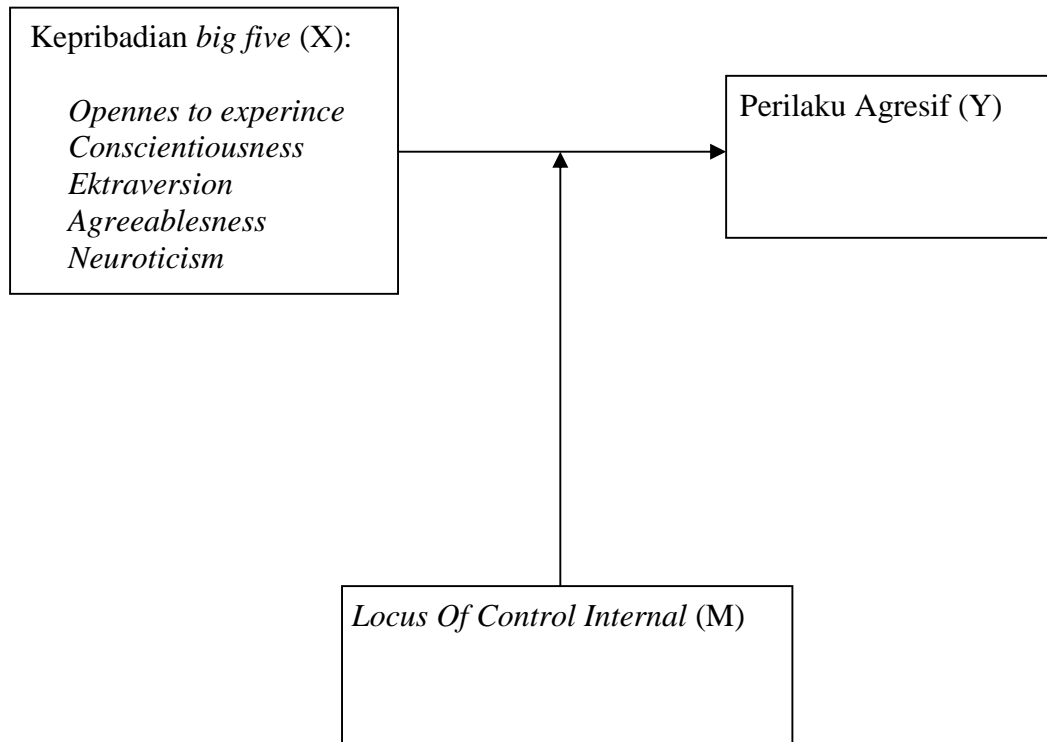 Kepribadian big five (X):
Opennes to experince
Conscientiousness
Ektraversion
Agreeablesness
Neuroticism
Perilaku Agresif (Y)
Locus Of Control Internal (M)